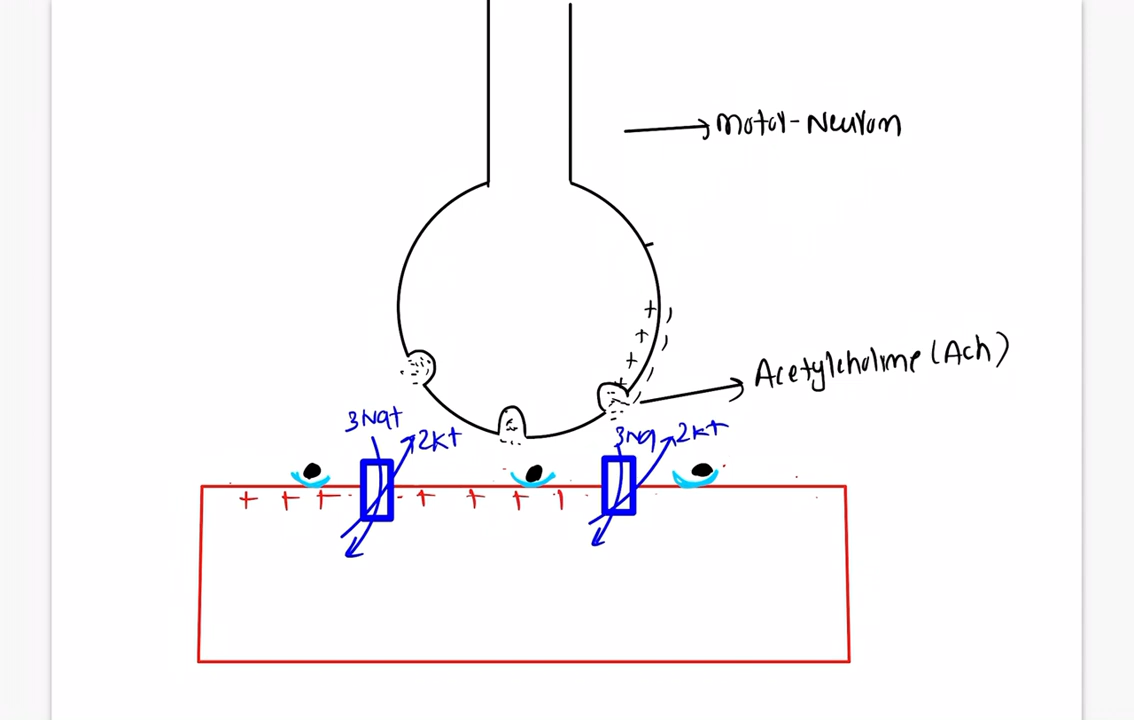 Motor-Neuron
Acetylcholine (Ach)
3Na+
2K+
3Na
2K+
+ + + + + +